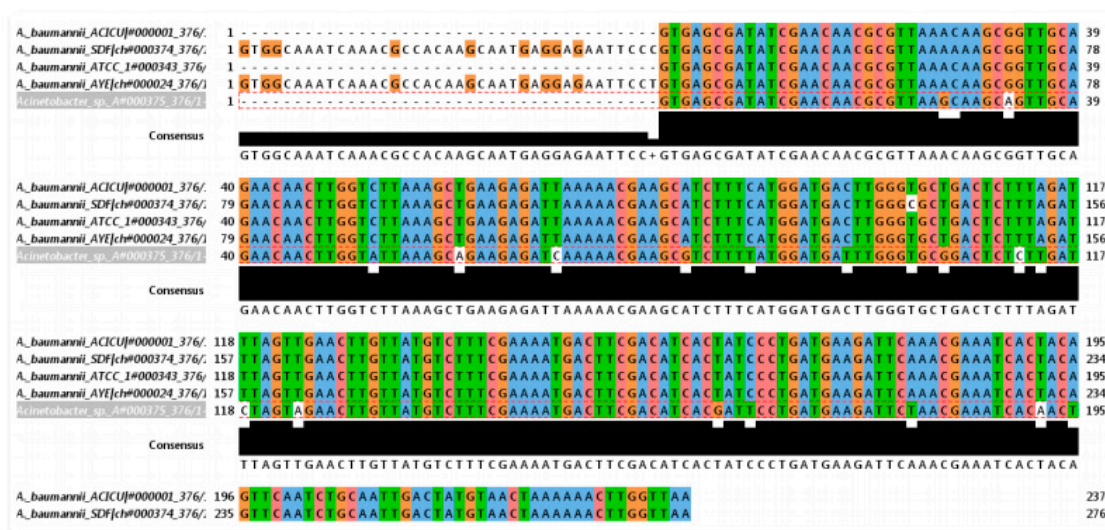 A._baumannii_ACICU|#000001_376/. 1 ---------------------------------------GTGAGCGATATCGAACAACGCGTTAAACAAGCGGTTGCA 39
A._baumannii_SDF|ch#000374_376/. 1 GTGGCAAATCAAACGCCACAAGCAATGAGGAGAATTCCCGTGAGCGATATCGAACAACGCGTTAAAAAAGCGGTTGCA 78
A._baumannii_ATCC_1#000343_376/ 1 ---------------------------------------GTGAGCGATATCGAACAACGCGTTAAACAAGCGGTTGCA 39
A._baumannii_AYE|ch#000024_376/1 1 GTGGCAAATCAAACGCCACAAGCAATGAGGAGAATTCCTGTGAGCGATATCGAACAACGCGTTAAACAAGCGGTTGCA 78
Acinetobacter_sp._A#000375_376/1- 1 ---------------------------------------GTGAGCGATATCGAACAACGCGTTAAGCAAGCAGTTGCA 39
Consensus
GTGGCAAATCAAACGCCACAAGCAATGAGGAGAATTCC+GTGAGCGATATCGAACAACGCGTTAAACAAGCGGTTGCA
A._baumannii_ACICU|#000001_376/. 40 GAACAACTTGGTCTTAAAGCTGAAGAGATTAAAAACGAAGCATCTTTCATGGATGACTTGGGTGCTGACTCTTTAGAT 117
A._baumannii_SDF|ch#000374_376/. 79 GAACAACTTGGTCTTAAAGCTGAAGAGATTAAAAACGAAGCATCTTTCATGGATGACTTGGGCGCTGACTCTTTAGAT 156
A._baumannii_ATCC_1#000343_376/ 40 GAACAACTTGGTCTTAAAGCTGAAGAGATTAAAAACGAAGCATCTTTCATGGATGACTTGGGTGCTGACTCTTTAGAT 117
A._baumannii_AYE|ch#000024_376/1 79 GAACAACTTGGTCTTAAAGCTGAAGAGATTAAAAACGAAGCATCTTTCATGGATGACTTGGGTGCTGACTCTTTAGAT 156
Acinetobacter_sp._A#000375_376/1- 40 GAACAACTTGGTATTAAAGCAGAAGAGATCAAAAACGAAGCGTCTTTTATGGATGATTTGGGTGCGGACTCTCTTGAT 117
Consensus
GAACAACTTGGTCTTAAAGCTGAAGAGATTAAAAACGAAGCATCTTTCATGGATGACTTGGGTGCTGACTCTTTAGAT
A._baumannii_ACICU|#000001_376/. 118 TTAGTTGAACTTGTTATGTCTTTCGAAAATGACTTCGACATCACTATCCCTGATGAAGATTCAAACGAAATCACTACA 195
A._baumannii_SDF|ch#000374_376/. 157 TTAGTTGAACTTGTTATGTCTTTCGAAAATGACTTCGACATCACTATCCCTGATGAAGATTCAAACGAAATCACTACA 234
A._baumannii_ATCC_1#000343_376/ 118 TTAGTTGAACTTGTTATGTCTTTCGAAAATGACTTCGACATCACTATCCCTGATGAAGATTCAAACGAAATCACTACA 195
A._baumannii_AYE|ch#000024_376/1 157 TTAGTTGAACTTGTTATGTCTTTCGAAAATGACTTCGACATCACTATCCCTGATGAAGATTCAAACGAAATCACTACA 234
Acinetobacter_sp._A#000375_376/1- 118 CTAGTAGAACTTGTTATGTCTTTCGAAAATGACTTCGACATCACGATTCCTGATGAAGATTCTAACGAAATCACAACT 195
Consensus
TTAGTTGAACTTGTTATGTCTTTCGAAAATGACTTCGACATCACTATCCCTGATGAAGATTCAAACGAAATCACTACA
A._baumannii_ACICU|#000001_376/. 196 GTTCAATCTGCAATTGACTATGTAACTAAAAAACTTGGTTAA 237
A._baumannii_SDF|ch#000374_376/. 235 GTTCAATCTGCAATTGACTATGTAACTAAAAAACTTGGTTAA 276